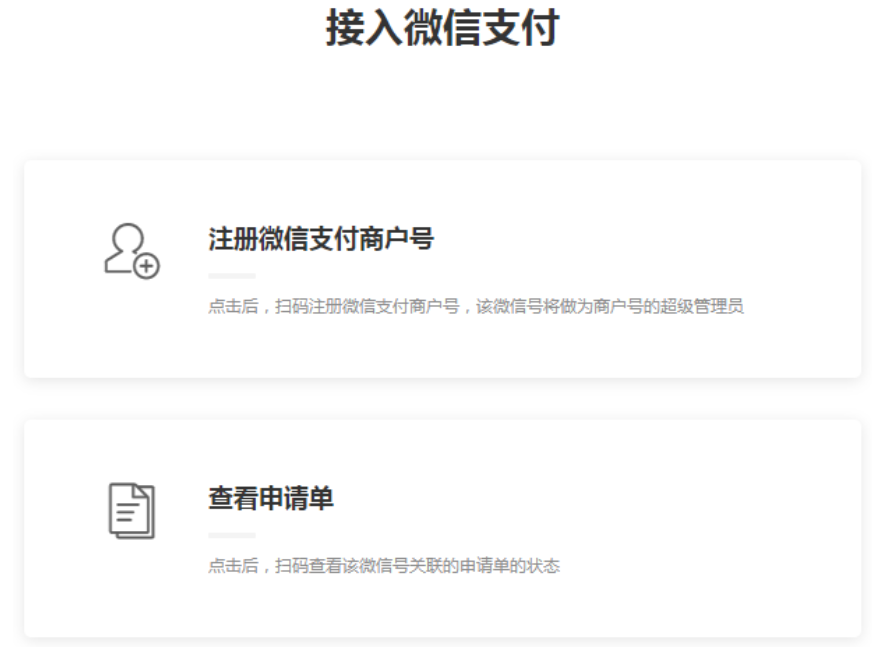 接入微信支付
注册微信支付商户号
点击后，扫码注册微信支付商户号，该微信号将做为商户号的超级管理员
查看申请单
点击后，扫码查看该微信号关联的申请单的状态